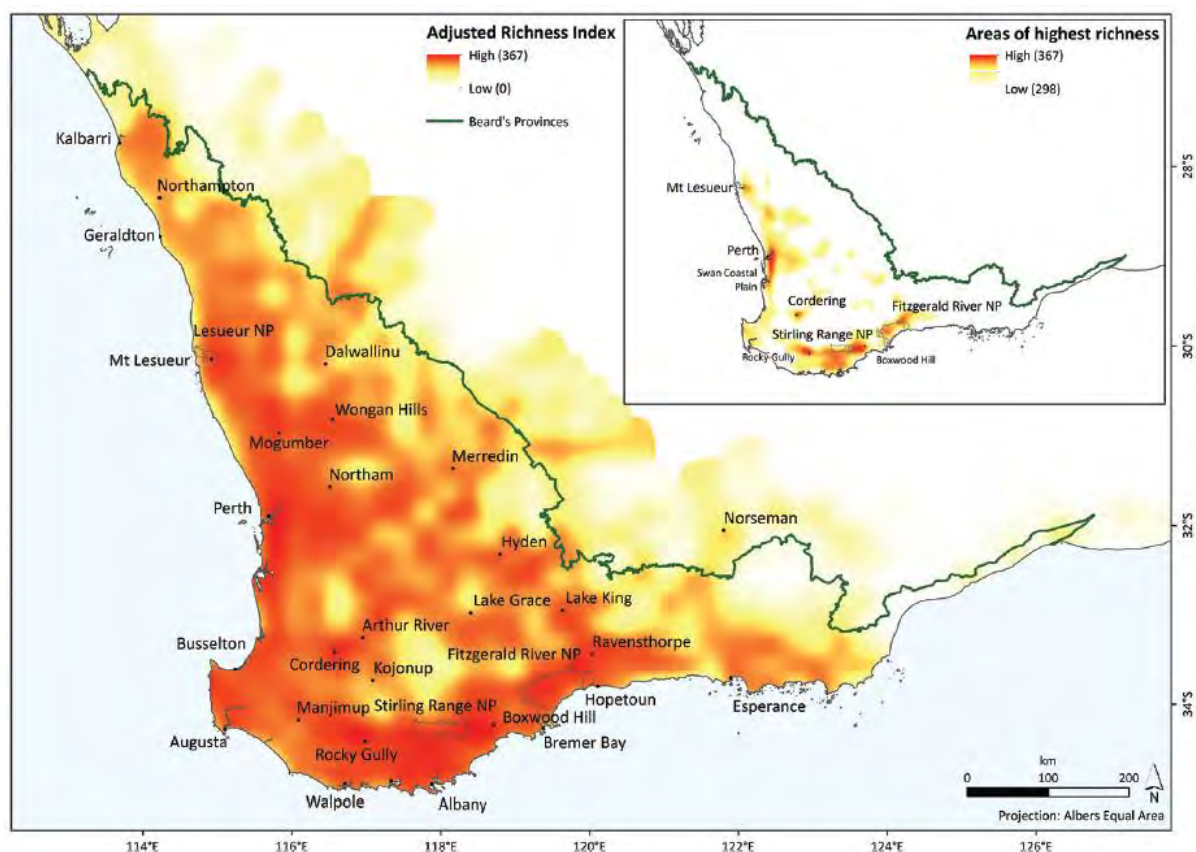 Adjusted Richness Index
High (367)
Low (0)
Beard's Provinces
Areas of highest richness
High (367)
Low (298)
Mt Lesueur
Perth
Swan Coastal
Plain
Cordering
Fitzgerald River NP
Stirling Range NP
Rocky Gully
Boxwood Hill
28°S
30°S
32°S
34°S
Kalbarri
Northampton
Geraldton
Lesueur NP
Mt Lesueur
Dalwallinu
Wongan Hills
Mogumber
Merredin
Northam
Perth
Norseman
Hyden
Lake Grace
Lake King
Arthur River
Busselton
Ravensthorpe
Cordering
Fitzgerald River NP
Kojonup
Hopetoun
Esperance
Manjimup
Stirling Range NP
Boxwood Hill
Augusta
Bremer Bay
Rocky Gully
Walpole
Albany
km
0 100 200
N
Projection: Albers Equal Area
114°E 116°E 118°E 120°E 122°E 124°E 126°E